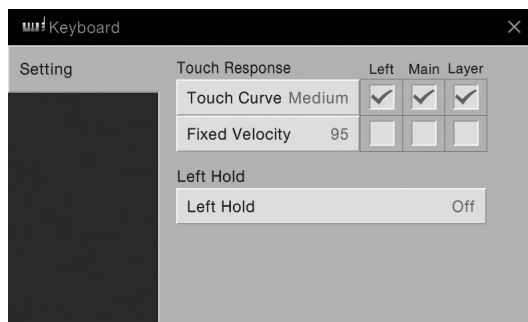 Keyboard
Setting
Touch Response Left Main Layer
Touch Curve Medium
Fixed Velocity 95
Left Hold
Left Hold Off